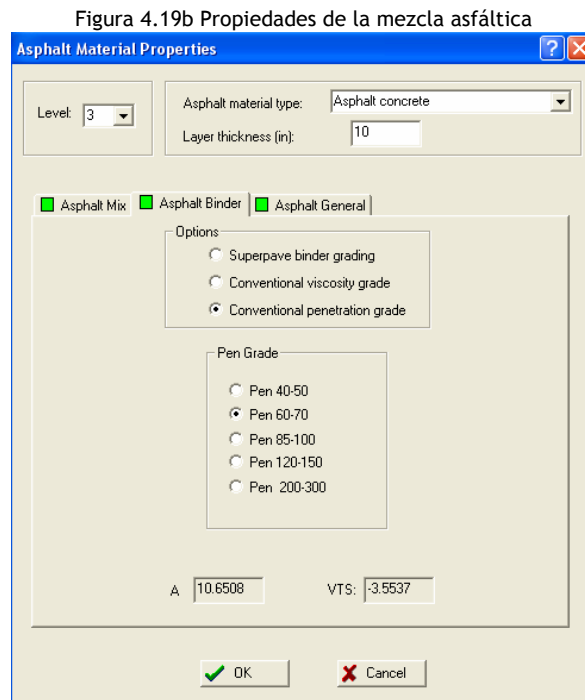 Figura 4.19b Propiedades de la mezcla asfáltica
Asphalt Material Properties
Level: 3
Asphalt material type: Asphalt concrete
Layer thickness (in): 10
Asphalt Mix Asphalt Binder Asphalt General
Options
Superpave binder grading
Conventional viscosity grade
Conventional penetration grade
Pen Grade
Pen 40-50
Pen 60-70
Pen 85-100
Pen 120-150
Pen 200-300
A 10.6508 VTS: -3.5537
OK Cancel